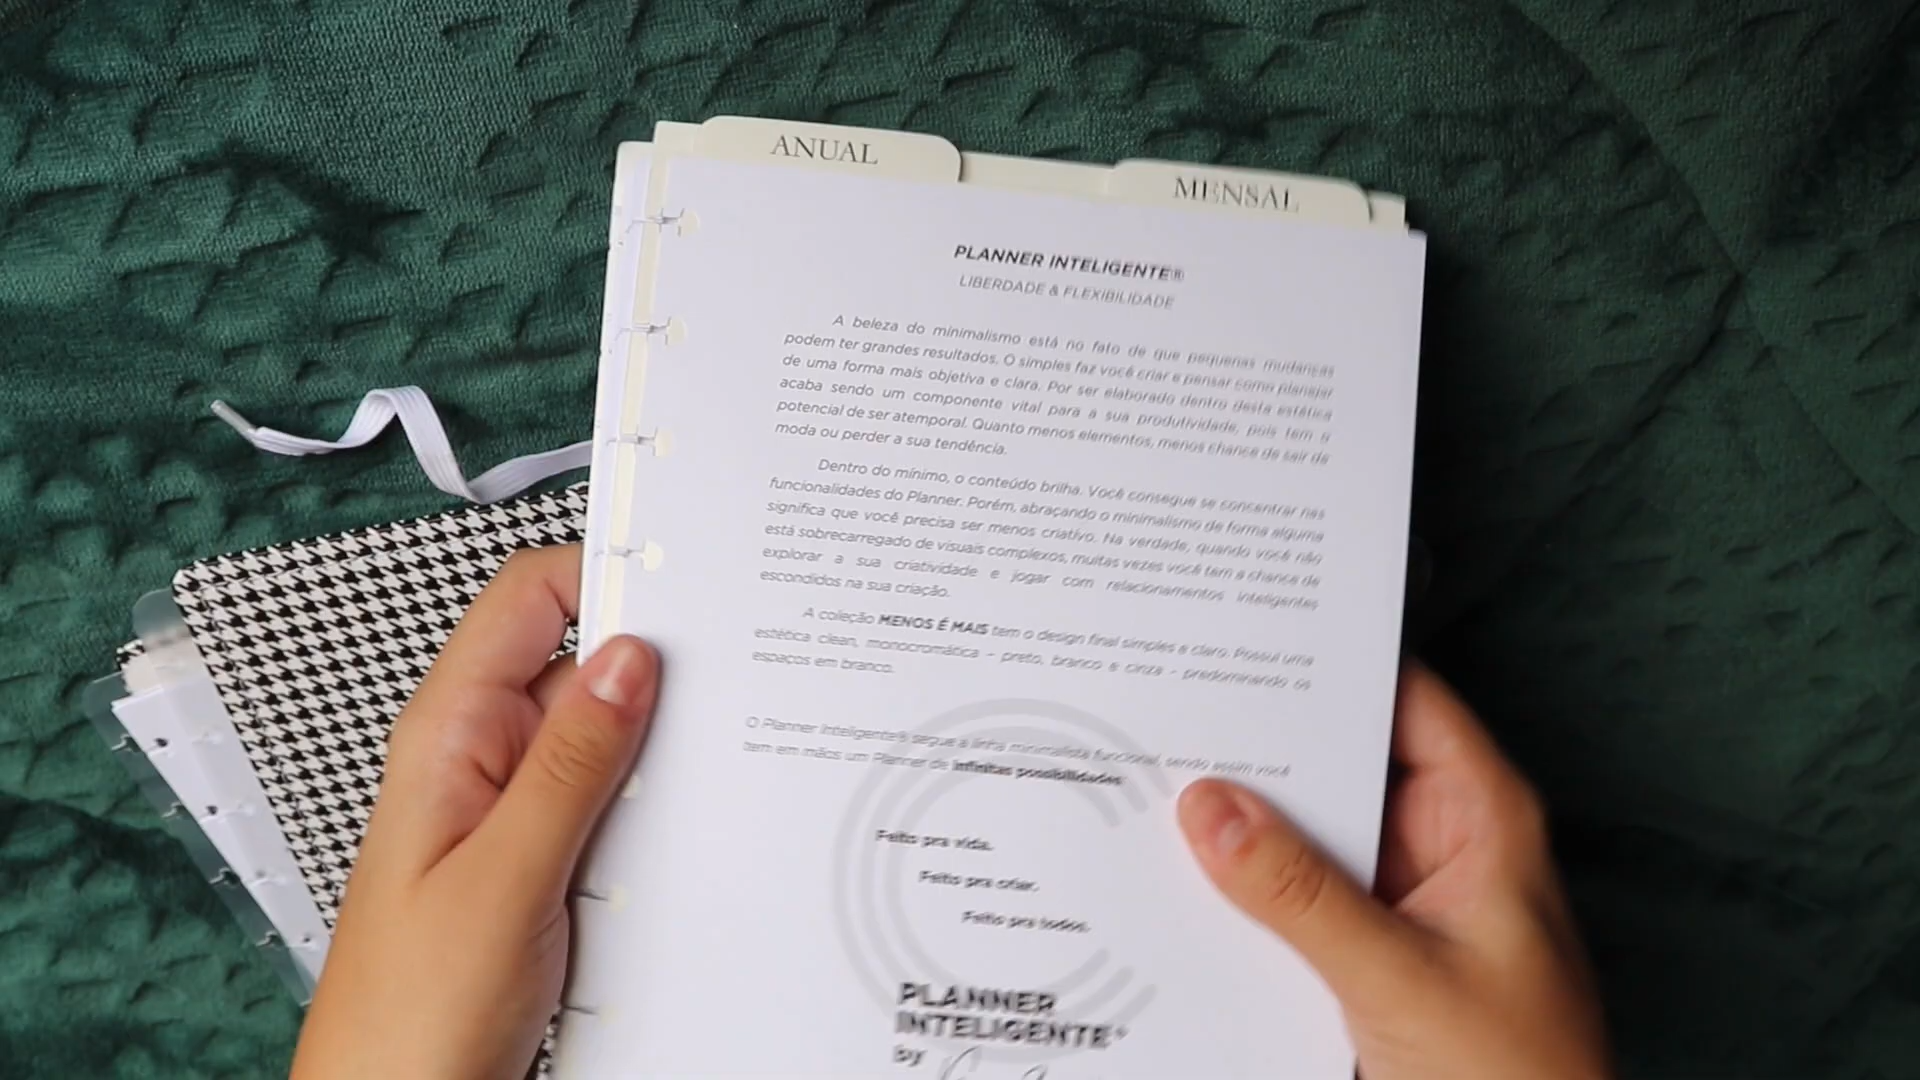 ANUAL
MENSAL
PLANNER INTELIGENTE®
LIBERDADE & FLEXIBILIDADE
A beleza do minimalismo está no fato de que pequenas mudanças
podem ter grandes resultados. O simples faz você criar e pensar como planejar
de uma forma mais objetiva e clara. Por ser elaborado dentro desta estética
acaba sendo um componente vital para a sua produtividade, pois tem o
potencial de ser atemporal. Quanto menos elementos, menos chance de sair de
moda ou perder a sua tendência.
Dentro do mínimo, o conteúdo brilha. Você consegue se concentrar nas
funcionalidades do Planner. Porém, abraçando o minimalismo de forma alguma
significa que você precisa ser menos criativo. Na verdade, quando você não
está sobrecarregado de visuais complexos, muitas vezes você tem a chance de
explorar a sua criatividade e jogar com relacionamentos inteligentes
escondidos na sua criação.
A coleção MENOS É MAIS tem o design final simples e claro. Possui uma
estética clean, monocromática - preto, branco e cinza - predominando os
espaços em branco.
O Planner Inteligente® segue a linha minimalista funcional, sendo assim você
tem em mãos um Planner de infinitas possibilidades.
Feito pra vida.
Feito pra criar.
Feito pra todos.
PLANNER
INTELIGENTE®
by